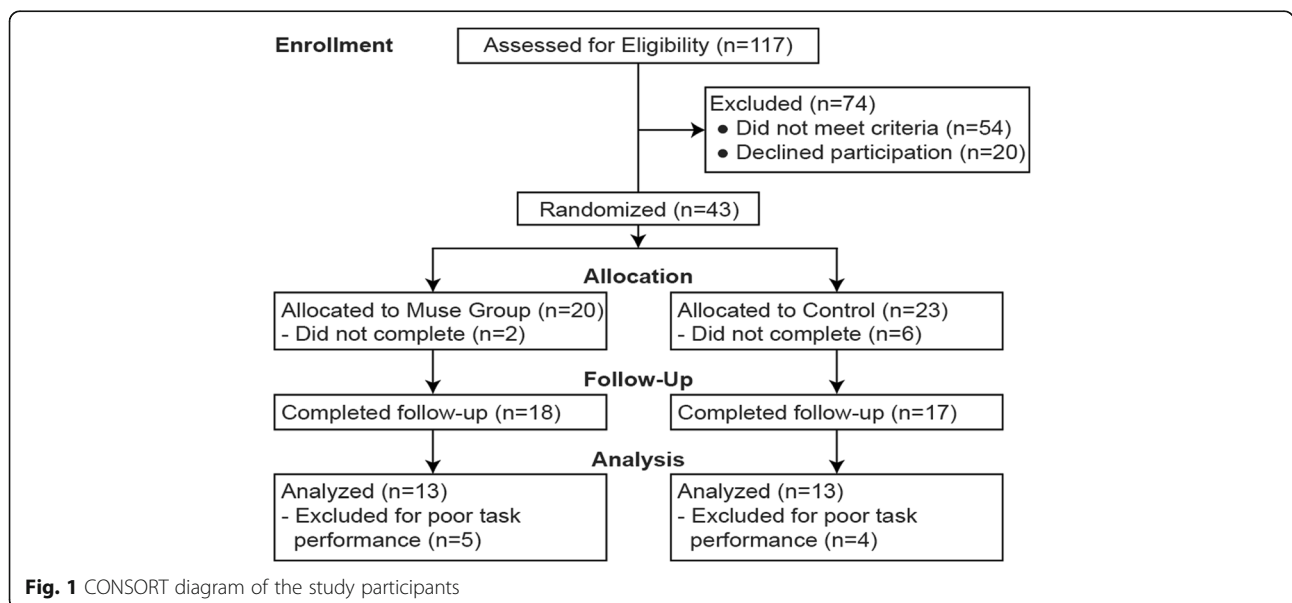 Enrollment
Assessed for Eligibility (n=117)
Excluded (n=74)
● Did not meet criteria (n=54)
● Declined participation (n=20)
Randomized (n=43)
Allocation
Allocated to Muse Group (n=20)
- Did not complete (n=2)
Allocated to Control (n=23)
- Did not complete (n=6)
Follow-Up
Completed follow-up (n=18)
Completed follow-up (n=17)
Analysis
Analyzed (n=13)
- Excluded for poor task
performance (n=5)
Analyzed (n=13)
- Excluded for poor task
performance (n=4)
Fig. 1 CONSORT diagram of the study participants